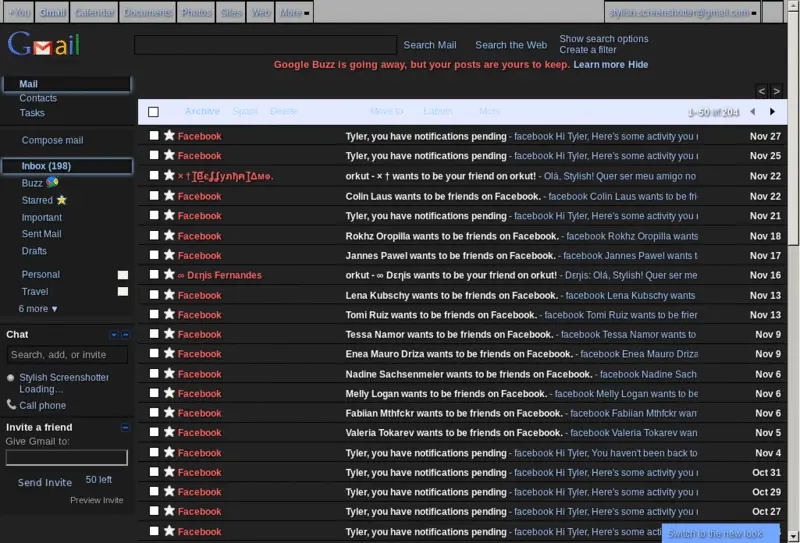 +You Gmail Calendar Documents Photos Sites Web More stylish.screenshoter@gmail.com
Gmail
Search Mail Search the Web Show search options
Create a filter
Google Buzz is going away, but your posts are yours to keep. Learn more Hide
Mail
Contacts
Tasks
< >
Archive Spam Delete Move to Labels More 1–50 of 204
Compose mail
Inbox (198)
Buzz
Starred
Important
Sent Mail
Drafts
Personal
Travel
6 more ▼
Chat
Search, add, or invite
Stylish Screenshotter
Loading…
Call phone
Invite a friend
Give Gmail to:
Send Invite 50 left
Preview Invite
Facebook Tyler, you have notifications pending - facebook Hi Tyler, Here's some activity you Nov 27
Facebook Tyler, you have notifications pending - facebook Hi Tyler, Here's some activity you Nov 25
orkut - × † wants to be your friend on orkut! - Olá, Stylish! Quer ser meu amigo no Nov 22
Facebook Colin Laus wants to be friends on Facebook. - facebook Colin Laus wants to be Nov 22
Facebook Tyler, you have notifications pending - facebook Hi Tyler, Here's some activity you Nov 21
Facebook Rokhz Oropilla wants to be friends on Facebook. - facebook Rokhz Oropilla wants Nov 18
Facebook Jannes Pawel wants to be friends on Facebook. - facebook Jannes Pawel wants Nov 17
∞ Dεηis Fernandes orkut - ∞ Dεηis wants to be your friend on orkut! - Dεηis: Olá, Stylish! Quer ser me Nov 16
Facebook Lena Kubschy wants to be friends on Facebook. - facebook Lena Kubschy wants Nov 13
Facebook Tomi Ruiz wants to be friends on Facebook. - facebook Tomi Ruiz wants to be Nov 13
Facebook Tessa Namor wants to be friends on Facebook. - facebook Tessa Namor wants to Nov 9
Facebook Enea Mauro Driza wants to be friends on Facebook. - facebook Enea Mauro Driza Nov 9
Facebook Nadine Sachsenmeier wants to be friends on Facebook. - facebook Nadine Sach Nov 6
Facebook Melly Logan wants to be friends on Facebook. - facebook Melly Logan wants to be Nov 6
Facebook Fabiian Mthfckr wants to be friends on Facebook. - facebook Fabiian Mthfckr wan Nov 6
Facebook Valeria Tokarev wants to be friends on Facebook. - facebook Valeria Tokarev wan Nov 5
Facebook Tyler, you have notifications pending - facebook Hi Tyler, You haven't been back to Nov 4
Facebook Tyler, you have notifications pending - facebook Hi Tyler, Here's some activity you Oct 31
Facebook Tyler, you have notifications pending - facebook Hi Tyler, Here's some activity you Oct 29
Facebook Tyler, you have notifications pending - facebook Hi Tyler, Here's some activity you Oct 27
Facebook Tyler, you have notifications pending - facebook Hi Tyler, Here's some
Switch to the new look